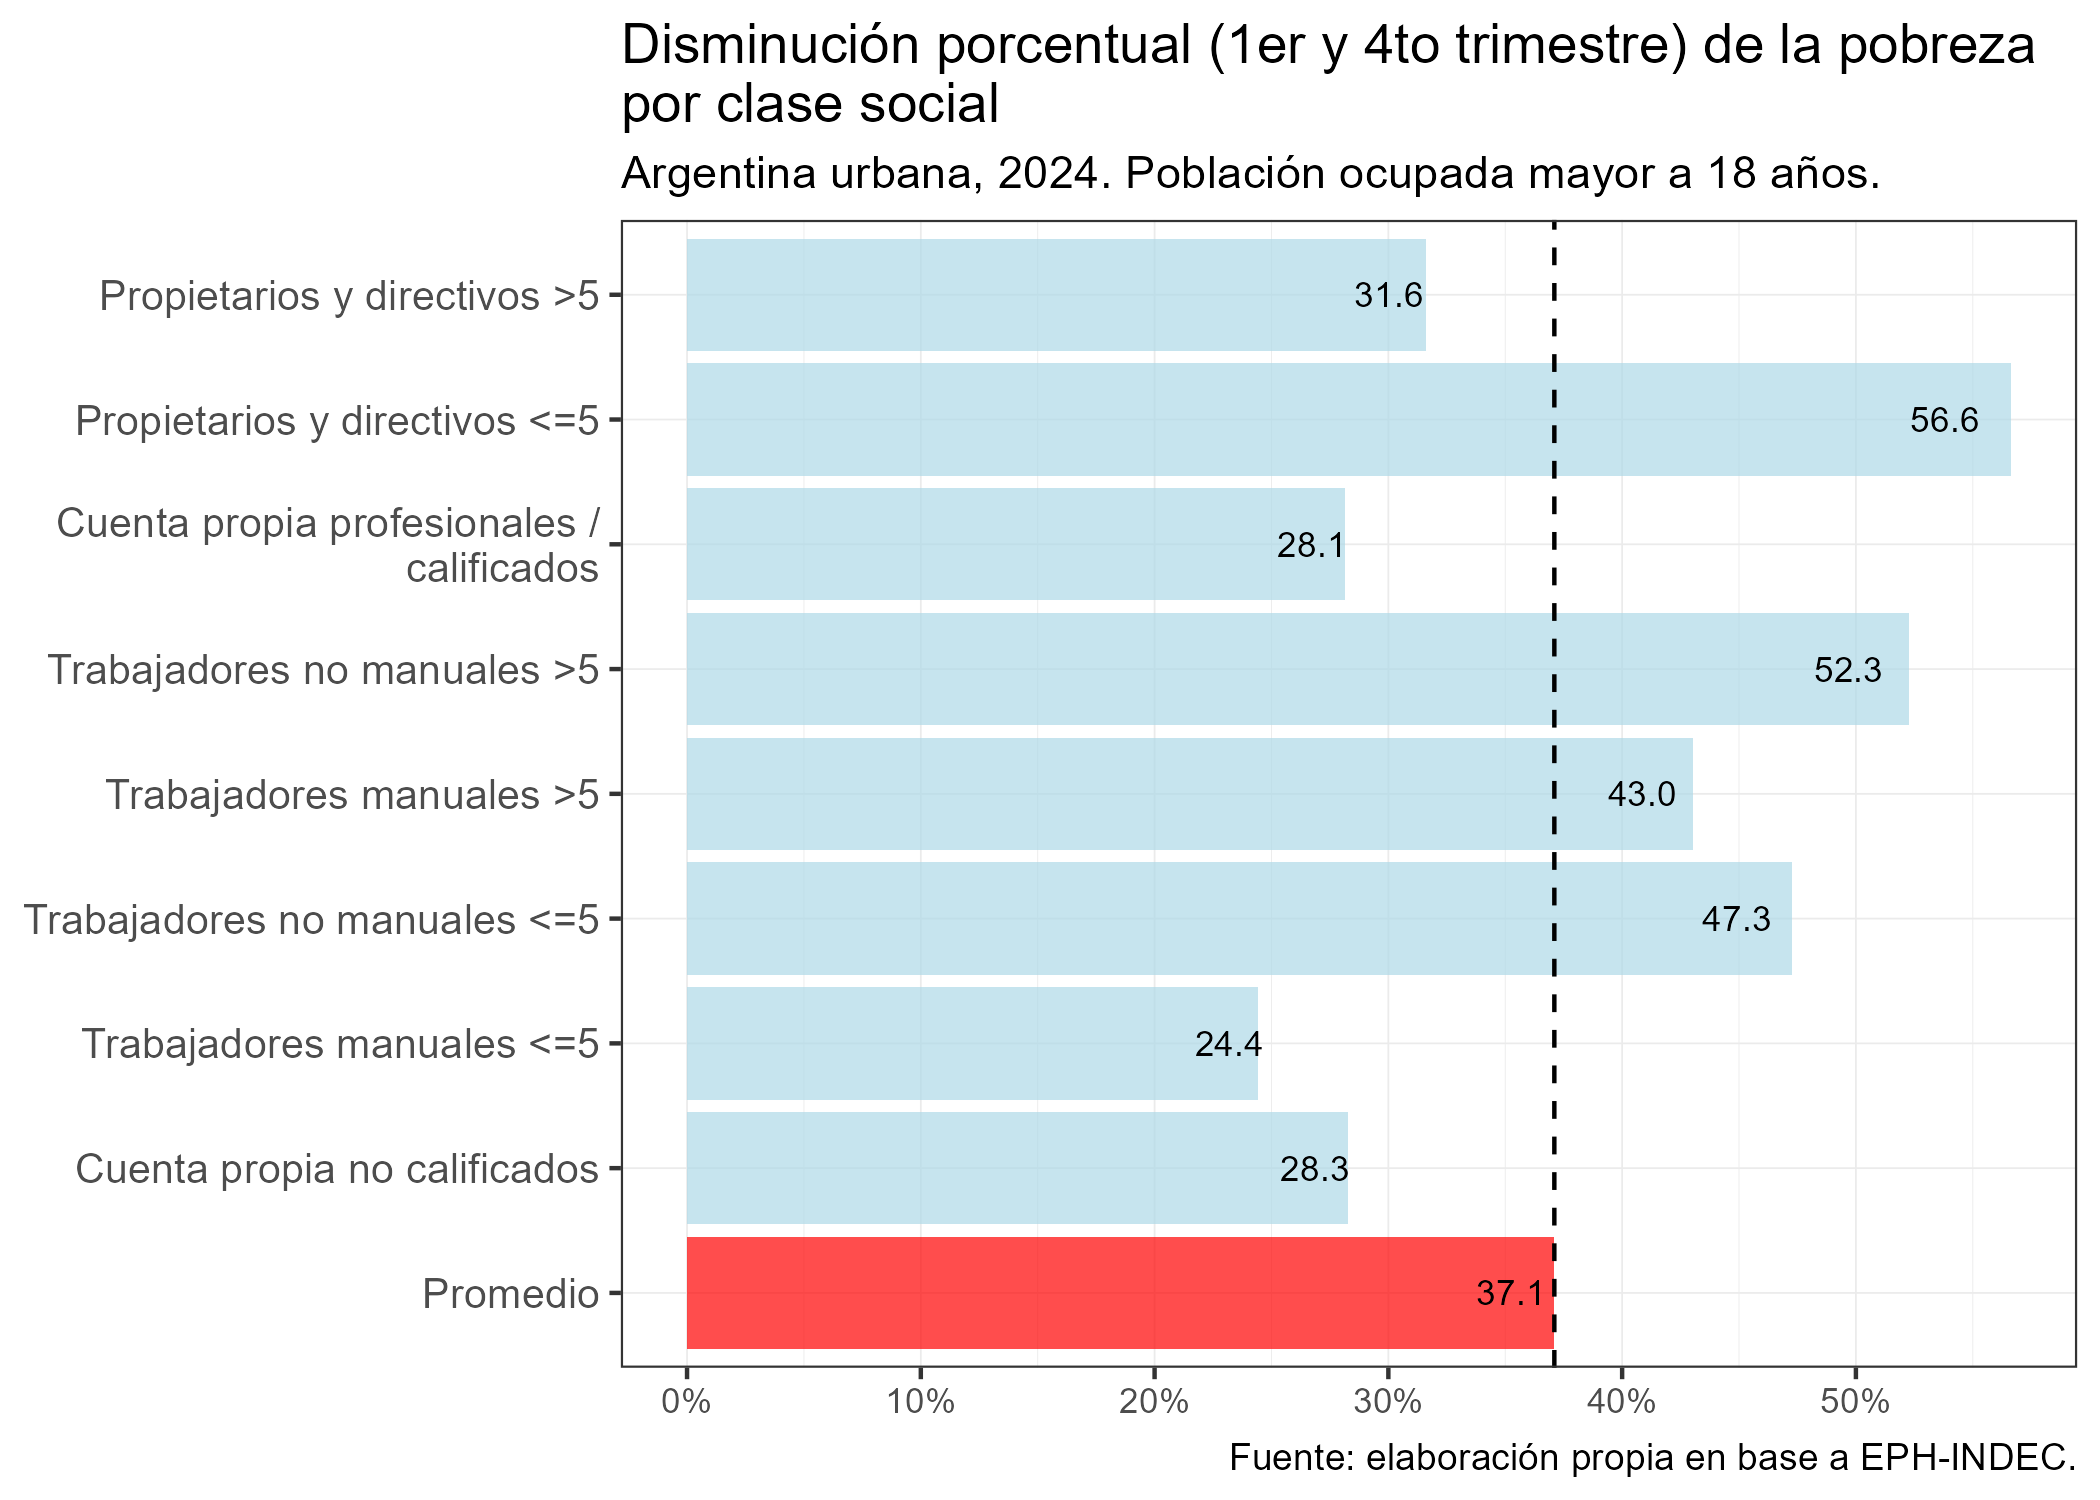 Disminución porcentual (1er y 4to trimestre) de la pobreza
por clase social
Argentina urbana, 2024. Población ocupada mayor a 18 años.
Propietarios y directivos >5
31.6
Propietarios y directivos <=5
56.6
Cuenta propia profesionales /
calificados
28.1
Trabajadores no manuales >5
52.3
Trabajadores manuales >5
43.0
Trabajadores no manuales <=5
47.3
Trabajadores manuales <=5
24.4
Cuenta propia no calificados
28.3
Promedio
37.1
0% 10% 20% 30% 40% 50%
Fuente: elaboración propia en base a EPH-INDEC.